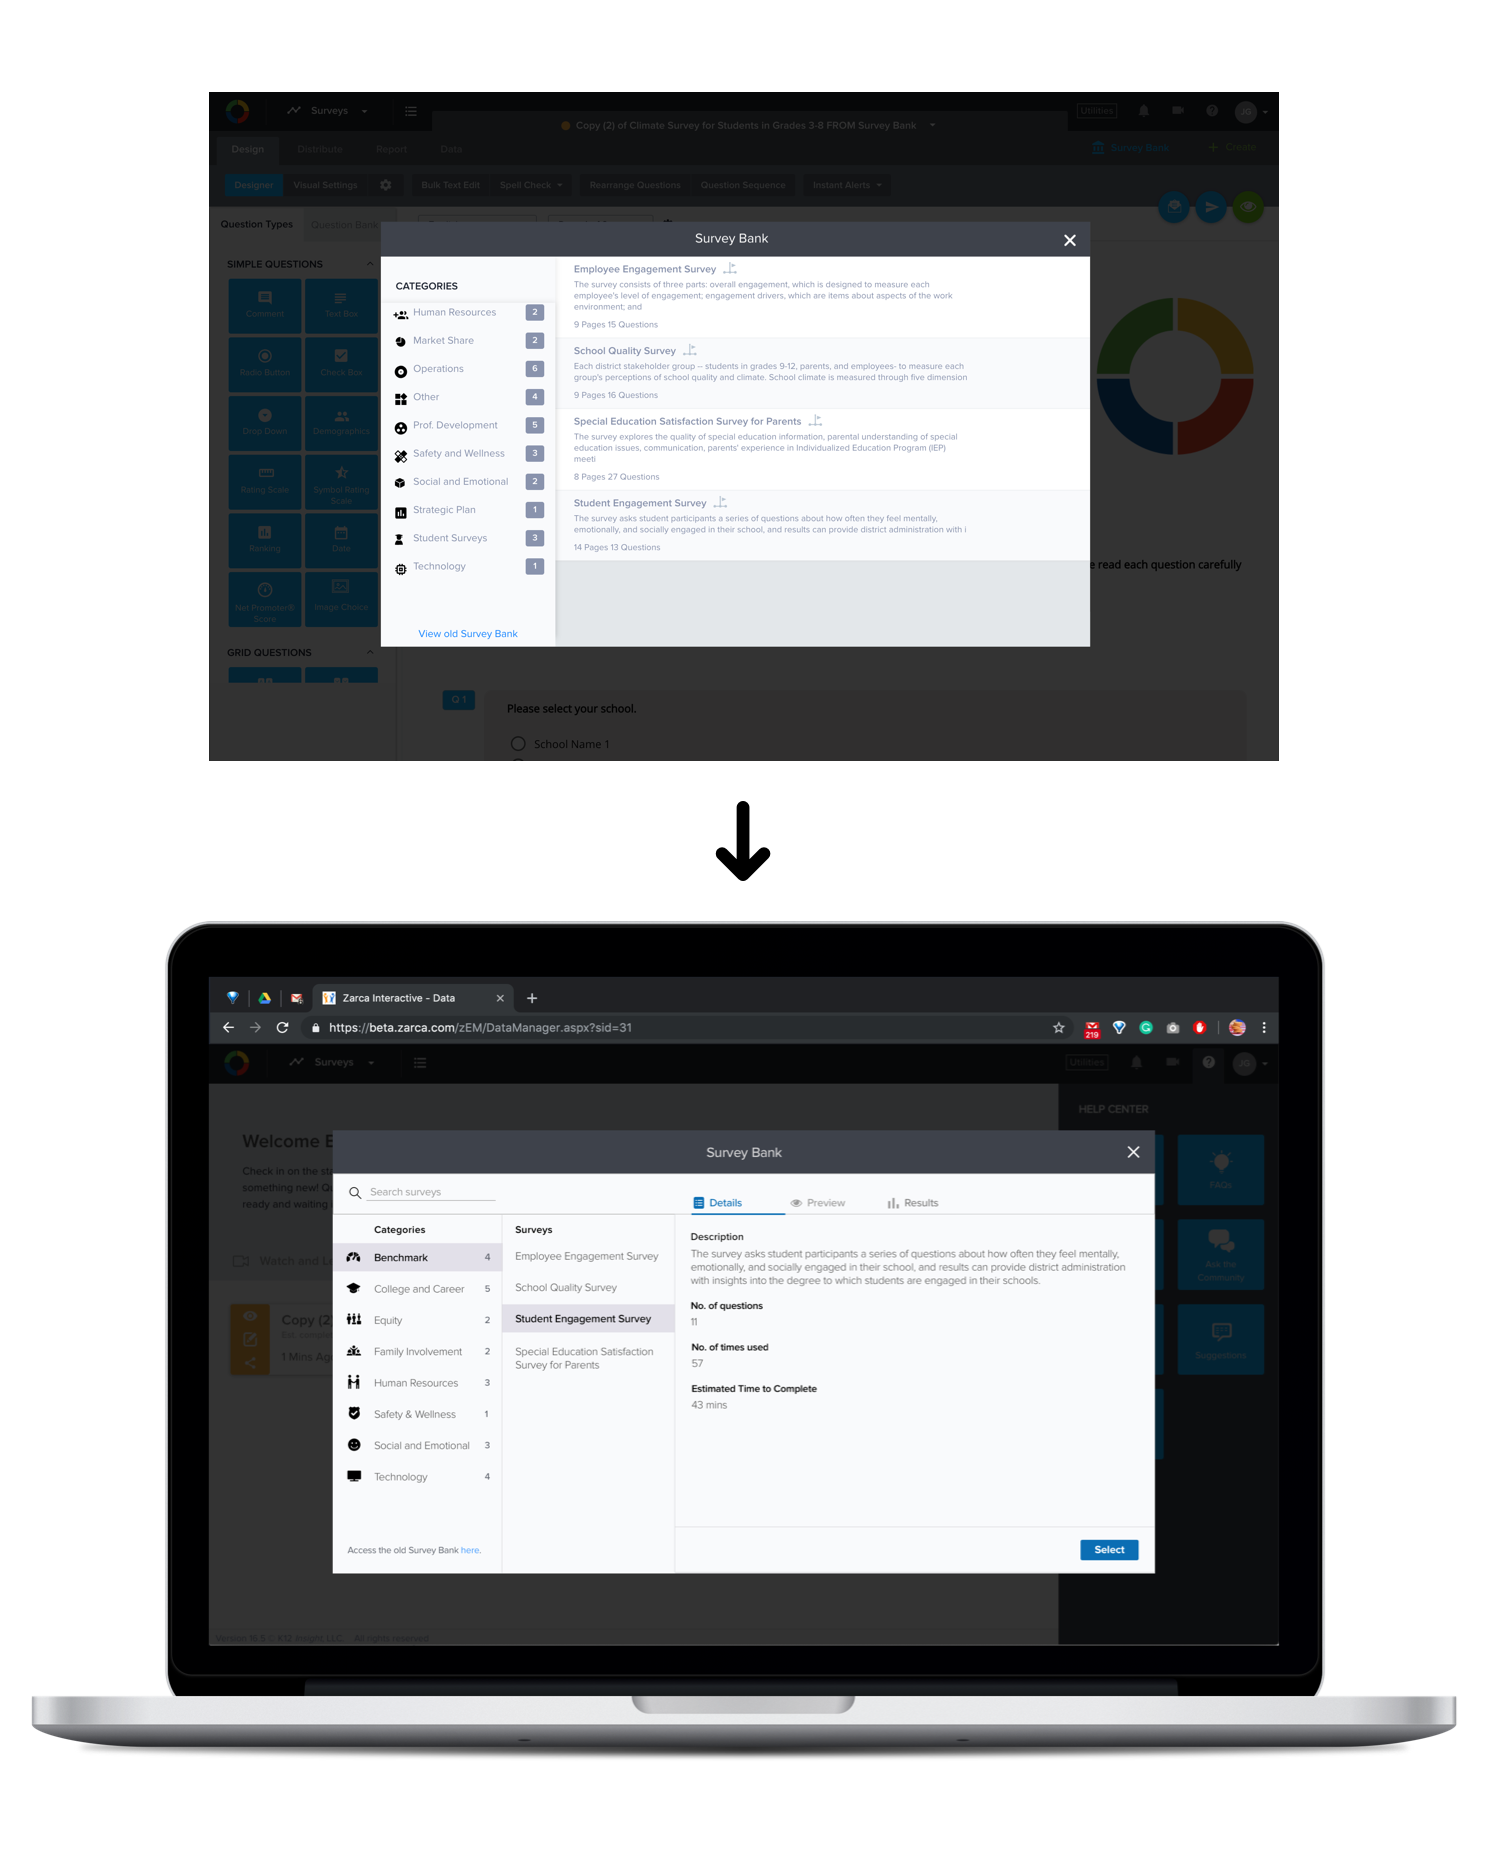 Surveys
Utilities
JG
Copy (2) of Climate Survey for Students in Grades 3-8 FROM Survey Bank
Design
Distribute
Report
Data
Survey Bank
+ Create
Designer
Visual Settings
Bulk Text Edit
Spell Check
Rearrange Questions
Question Sequence
Instant Alerts
Question Types
Question Bank
SIMPLE QUESTIONS
Comment
Text Box
Radio Button
Check Box
Drop Down
Demographics
Rating Scale
Symbol Rating
Scale
Ranking
Date
Net Promoter®
Score
Image Choice
GRID QUESTIONS
Survey Bank
CATEGORIES
Human Resources 2
Market Share 2
Operations 6
Other 4
Prof. Development 5
Safety and Wellness 3
Social and Emotional 2
Strategic Plan 1
Student Surveys 3
Technology 1
View old Survey Bank
Employee Engagement Survey
The survey consists of three parts: overall engagement, which is designed to measure each
employee's level of engagement; engagement drivers, which are items about aspects of the work
environment; and
9 Pages 15 Questions
School Quality Survey
Each district stakeholder group – students in grades 9-12, parents, and employees- to measure each
group's perceptions of school quality and climate. School climate is measured through five dimension
9 Pages 16 Questions
Special Education Satisfaction Survey for Parents
The survey explores the quality of special education information, parental understanding of special
education issues, communication, parents' experience in Individualized Education Program (IEP)
meeti
8 Pages 27 Questions
Student Engagement Survey
The survey asks student participants a series of questions about how often they feel mentally,
emotionally, and socially engaged in their school, and results can provide district administration with i
14 Pages 13 Questions
e read each question carefully
Q 1
Please select your school.
School Name 1
Zarca Interactive - Data
https://beta.zarca.com/zEM/DataManager.aspx?sid=31
219
Surveys
Utilities
JG
HELP CENTER
Welcome
Check in on the
something new!
ready and waiting
Watch and
Copy (2
1 Mins Ag
FAQs
Ask the
Community
Suggestions
Survey Bank
Search surveys
Details
Preview
Results
Categories
Benchmark 4
College and Career 5
Equity 2
Family Involvement 2
Human Resources 3
Safety & Wellness 1
Social and Emotional 3
Technology 4
Access the old Survey Bank here.
Surveys
Employee Engagement Survey
School Quality Survey
Student Engagement Survey
Special Education Satisfaction
Survey for Parents
Description
The survey asks student participants a series of questions about how often they feel mentally,
emotionally, and socially engaged in their school, and results can provide district administration
with insights into the degree to which students are engaged in their schools.
No. of questions
11
No. of times used
57
Estimated Time to Complete
43 mins
Select
Version 16.5 © K12 Insight, LLC. All rights reserved